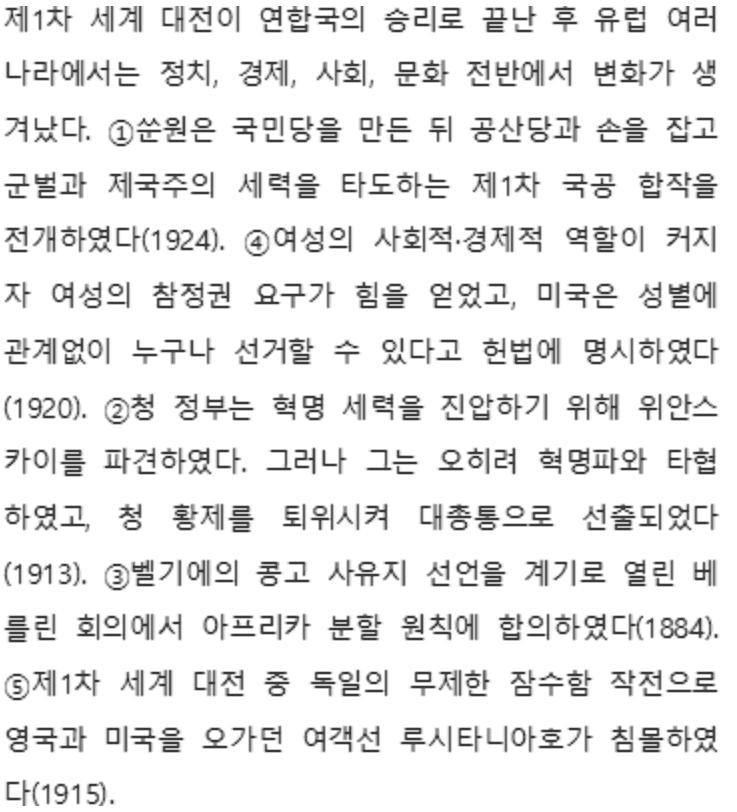 제1차 세계 대전이 연합국의 승리로 끝난 후 유럽 여러
나라에서는 정치, 경제, 사회, 문화 전반에서 변화가 생
겨났다. ①쑨원은 국민당을 만든 뒤 공산당과 손을 잡고
군벌과 제국주의 세력을 타도하는 제1차 국공 합작을
전개하였다(1924). ④여성의 사회적·경제적 역할이 커지
자 여성의 참정권 요구가 힘을 얻었고, 미국은 성별에
관계없이 누구나 선거할 수 있다고 헌법에 명시하였다
(1920). ②청 정부는 혁명 세력을 진압하기 위해 위안스
카이를 파견하였다. 그러나 그는 오히려 혁명파와 타협
하였고, 청 황제를 퇴위시켜 대총통으로 선출되었다
(1913). ③벨기에의 콩고 사유지 선언을 계기로 열린 베
를린 회의에서 아프리카 분할 원칙에 합의하였다(1884).
⑤제1차 세계 대전 중 독일의 무제한 잠수함 작전으로
영국과 미국을 오가던 여객선 루시타니아호가 침몰하였
다(1915).